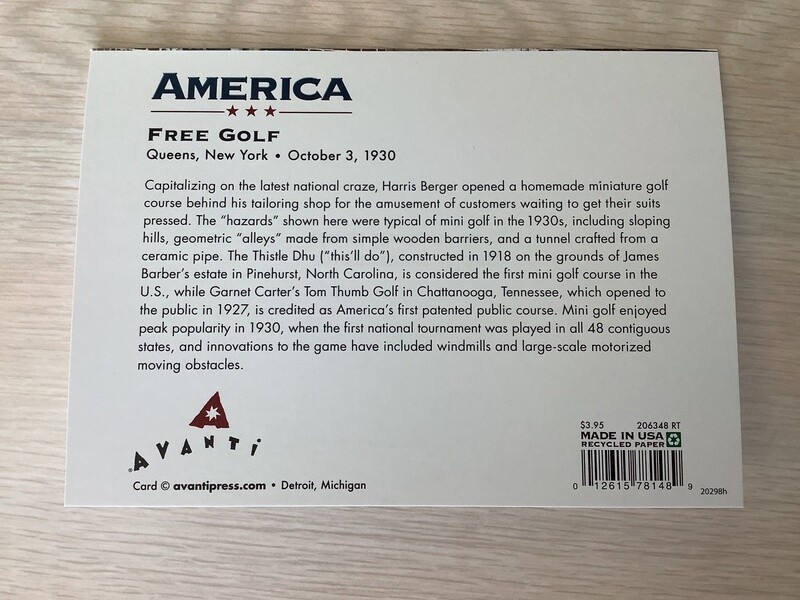 AMERICA
FREE GOLF
Queens, New York • October 3, 1930
Capitalizing on the latest national craze, Harris Berger opened a homemade miniature golf
course behind his tailoring shop for the amusement of customers waiting to get their suits
pressed. The “hazards” shown here were typical of mini golf in the 1930s, including sloping
hills, geometric “alleys” made from simple wooden barriers, and a tunnel crafted from a
ceramic pipe. The Thistle Dhu (“this’ll do”), constructed in 1918 on the grounds of James
Barber’s estate in Pinehurst, North Carolina, is considered the first mini golf course in the
U.S., while Garnet Carter’s Tom Thumb Golf in Chattanooga, Tennessee, which opened to
the public in 1927, is credited as America’s first patented public course. Mini golf enjoyed
peak popularity in 1930, when the first national tournament was played in all 48 contiguous
states, and innovations to the game have included windmills and large-scale motorized
moving obstacles.
®AVANTI
Card © avantipress.com • Detroit, Michigan
$3.95 206348 RT
MADE IN USA
RECYCLED PAPER
0 12615 78148 9
20298h